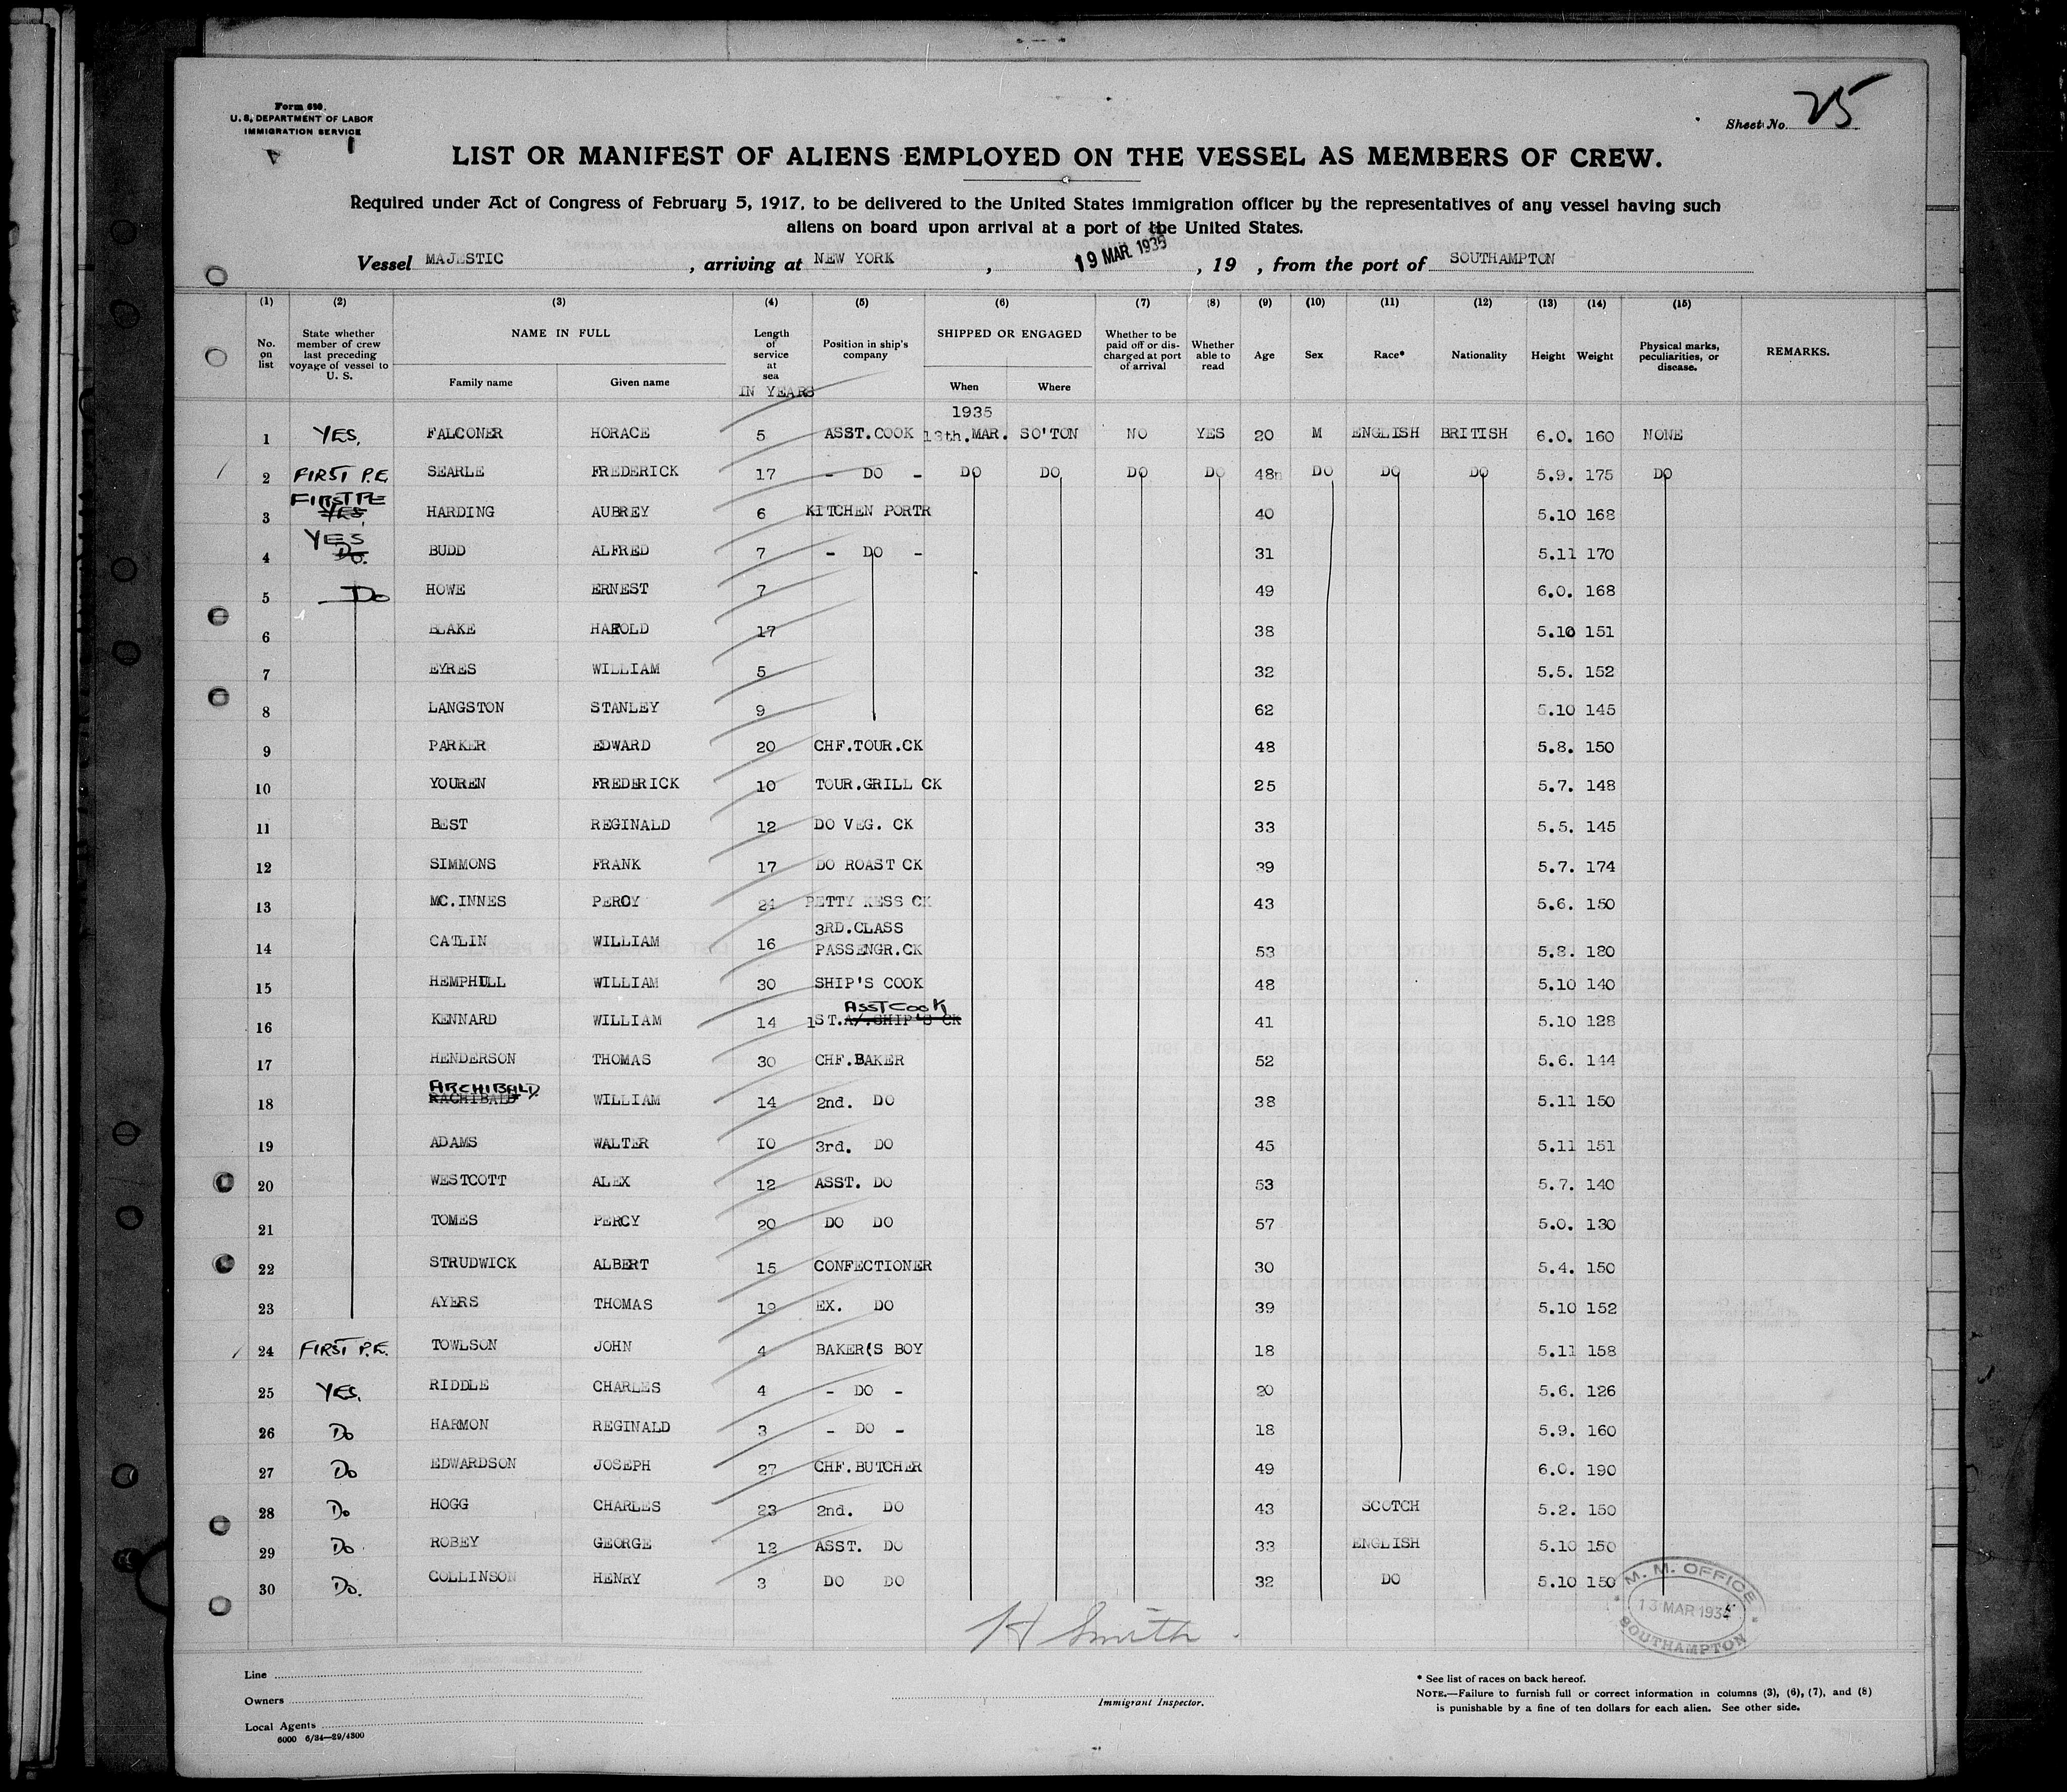 Form 680.
U. S. DEPARTMENT OF LABOR
IMMIGRATION SERVICE
Sheet No. 25
LIST OR MANIFEST OF ALIENS EMPLOYED ON THE VESSEL AS MEMBERS OF CREW.
Required under Act of Congress of February 5, 1917, to be delivered to the United States immigration officer by the representatives of any vessel having such
aliens on board upon arrival at a port of the United States.
Vessel MAJESTIC , arriving at NEW YORK , 19 MAR. 1935 , 19 , from the port of SOUTHAMPTON
(1) (2) (3) (4) (5) (6) (7) (8) (9) (10) (11) (12) (13) (14) (15)
No. on list State whether member of crew last preceding voyage of vessel to U. S. NAME IN FULL Family name Given name Length of service at sea IN YEARS Position in ship's company SHIPPED OR ENGAGED When Where Whether to be paid off or discharged at port of arrival Whether able to read Age Sex Race* Nationality Height Weight Physical marks, peculiarities, or disease. REMARKS.
1935
1 YES, FALCONER HORACE 5 ASST.COOK 13th.MAR. SO'TON NO YES 20 M ENGLISH BRITISH 6.0. 160 NONE
2 FIRST P.E. SEARLE FREDERICK 17 - DO - DO DO DO DO 48 DO DO DO 5.9. 175 DO
3 FIRST PE YES, HARDING AUBREY 6 KITCHEN PORTR 40 5.10 168
4 YES Do. BUDD ALFRED 7 - DO - 31 5.11 170
5 Do HOWE ERNEST 7 49 6.0. 168
6 BLAKE HAROLD 17 38 5.10 151
7 EYRES WILLIAM 5 32 5.5. 152
8 LANGSTON STANLEY 9 62 5.10 145
9 PARKER EDWARD 20 CHF.TOUR.CK 48 5.8. 150
10 YOUREN FREDERICK 10 TOUR.GRILL CK 25 5.7. 148
11 BEST REGINALD 12 DO VEG. CK 33 5.5. 145
12 SIMMONS FRANK 17 DO ROAST CK 39 5.7. 174
13 MC.INNES PERCY 21 PETTY KESS CK 43 5.6. 150
14 CATLIN WILLIAM 16 3RD.CLASS PASSENGR.CK 53 5.8. 180
15 HEMPHILL WILLIAM 30 SHIP'S COOK 48 5.10 140
16 KENNARD WILLIAM 14 1ST.A/.SHIP'S CK ASST COOK 41 5.10 128
17 HENDERSON THOMAS 30 CHF.BAKER 52 5.6. 144
18 ARCHIBALD RACHIBALD WILLIAM 14 2nd. DO 38 5.11 150
19 ADAMS WALTER IO 3rd. DO 45 5.11 151
20 WESTCOTT ALEX 12 ASST. DO 53 5.7. 140
21 TOMES PERCY 20 DO DO 57 5.0. 130
22 STRUDWICK ALBERT 15 CONFECTIONER 30 5.4. 150
23 AYERS THOMAS 19 EX. DO 39 5.10 152
24 FIRST P.E. TOWLSON JOHN 4 BAKER(S BOY 18 5.11 158
25 YES. RIDDLE CHARLES 4 - DO - 20 5.6. 126
26 Do HARMON REGINALD 3 - DO - 18 5.9. 160
27 Do EDWARDSON JOSEPH 27 CHF.BUTCHER 49 6.0. 190
28 Do HOGG CHARLES 23 2nd. DO 43 SCOTCH 5.2. 150
29 Do ROBEY GEORGE 12 ASST. DO 33 ENGLISH 5.10 150
30 Do. COLLINSON HENRY 3 DO DO 32 DO 5.10 150
M. M. OFFICE
13 MAR 1935
SOUTHAMPTON
H Smith
Line
Owners
Local Agents
6000 6/34—29/4300
Immigrant Inspector.
* See list of races on back hereof.
NOTE.—Failure to furnish full or correct information in columns (3), (6), (7), and (8)
is punishable by a fine of ten dollars for each alien. See other side.